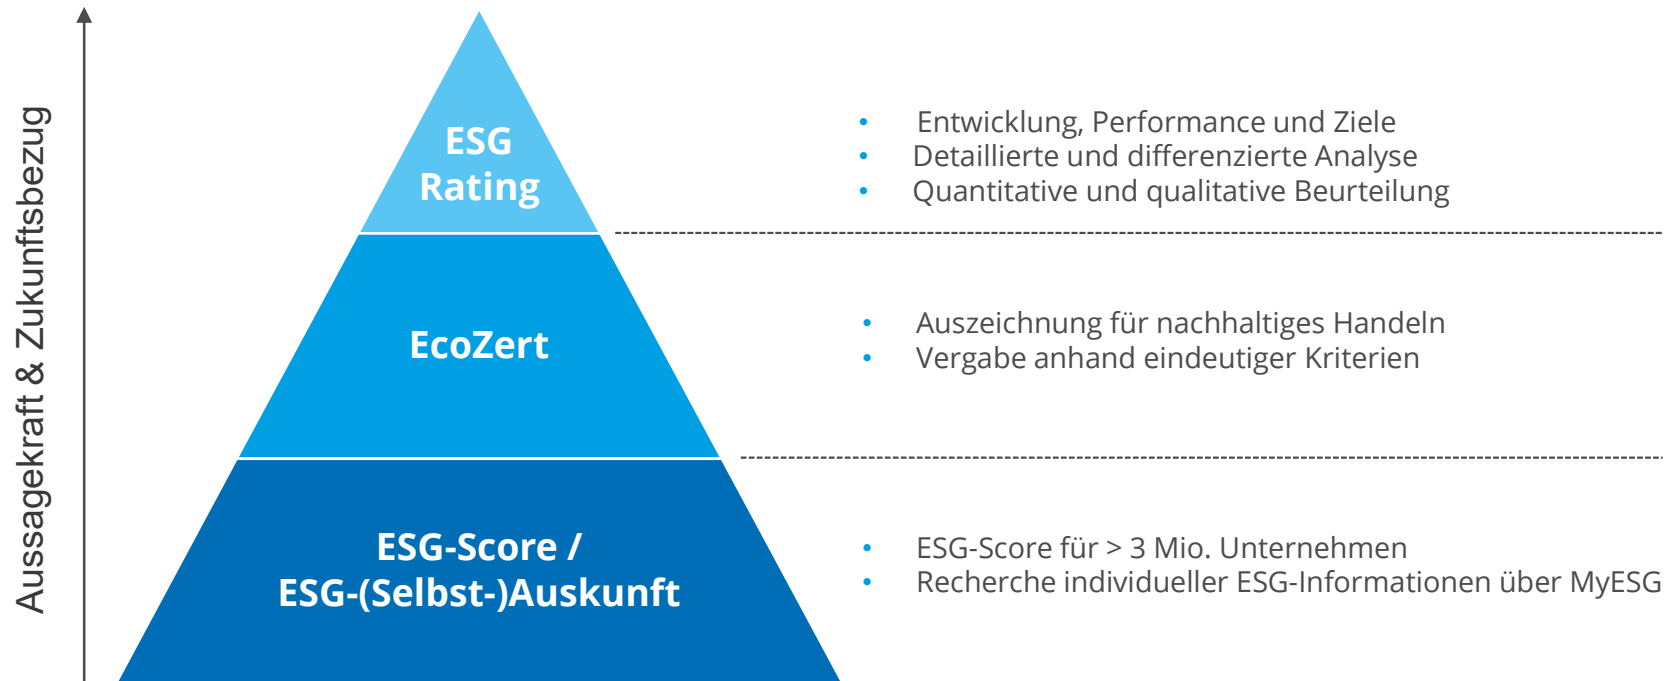 Aussagekraft & Zukunftsbezug
ESG
Rating
• Entwicklung, Performance und Ziele
• Detaillierte und differenzierte Analyse
• Quantitative und qualitative Beurteilung
EcoZert
• Auszeichnung für nachhaltiges Handeln
• Vergabe anhand eindeutiger Kriterien
ESG-Score /
ESG-(Selbst-)Auskunft
• ESG-Score für > 3 Mio. Unternehmen
• Recherche individueller ESG-Informationen über MyESG